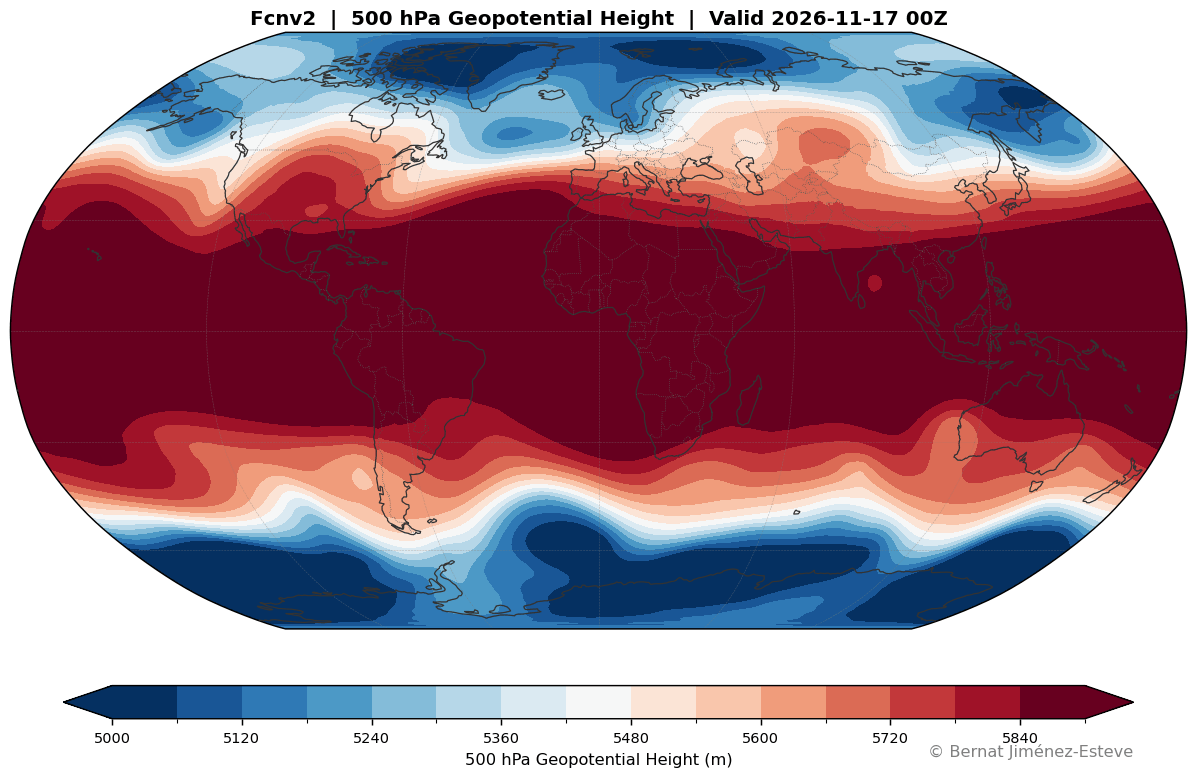 Fcnv2 | 500 hPa Geopotential Height | Valid 2026-11-17 00Z
5000 5120 5240 5360 5480 5600 5720 5840
500 hPa Geopotential Height (m)
© Bernat Jiménez-Esteve